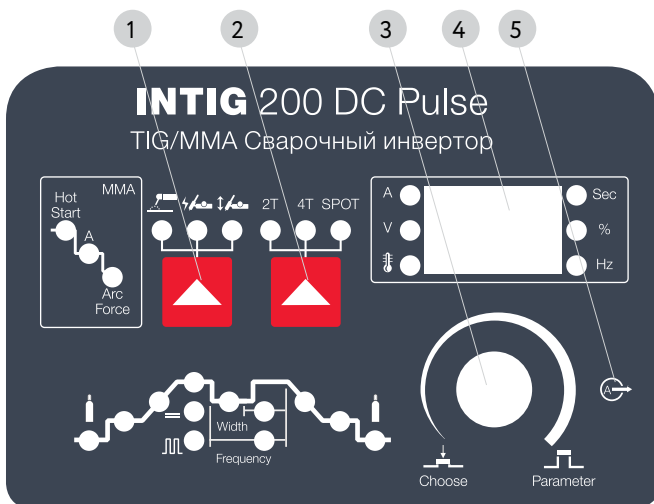 1 2 3 4 5
INTIG 200 DC Pulse
TIG/MMA Сварочный инвертор
MMA
Hot
Start
A
Arc
Force
2T 4T SPOT
A Sec
V %
Hz
Width
Frequency
A
Choose Parameter